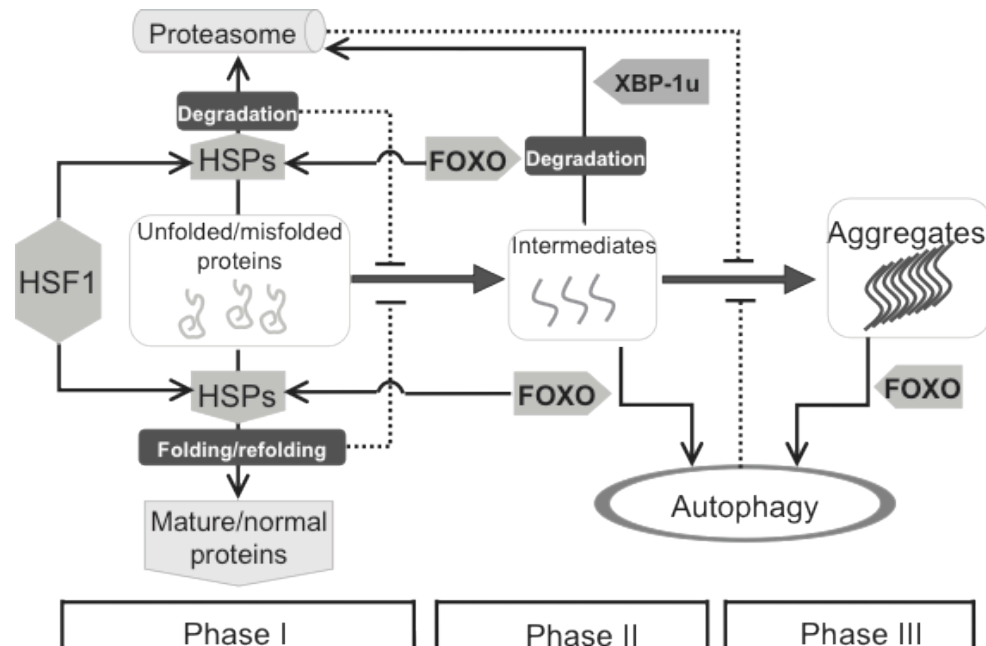 Proteasome
XBP-1u
Degradation
HSPs
FOXO
Degradation
Unfolded/misfolded
proteins
Intermediates
Aggregates
HSF1
HSPs
FOXO
FOXO
Folding/refolding
Autophagy
Mature/normal
proteins
Phase I
Phase II
Phase III